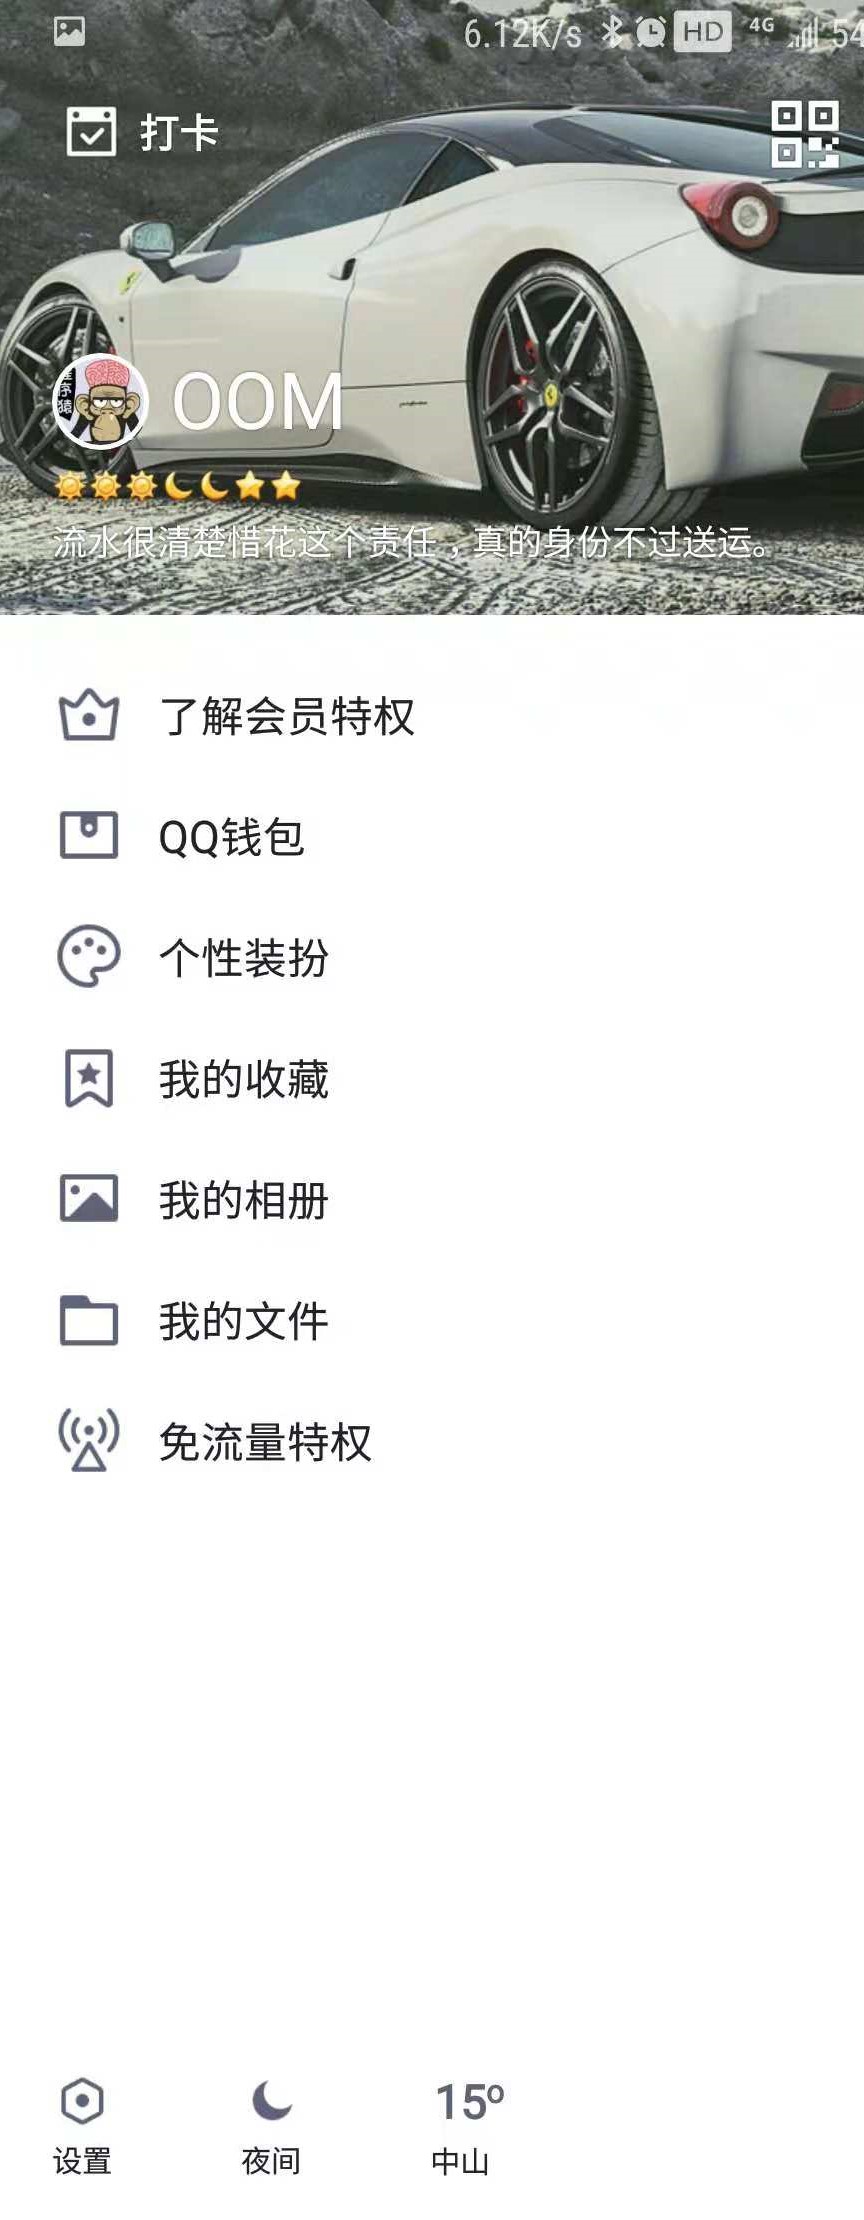 6.12K/s HD 4G 54
打卡
OOM
流水很清楚惜花这个责任，真的身份不过送运。
了解会员特权
QQ钱包
个性装扮
我的收藏
我的相册
我的文件
免流量特权
15º
设置 夜间 中山